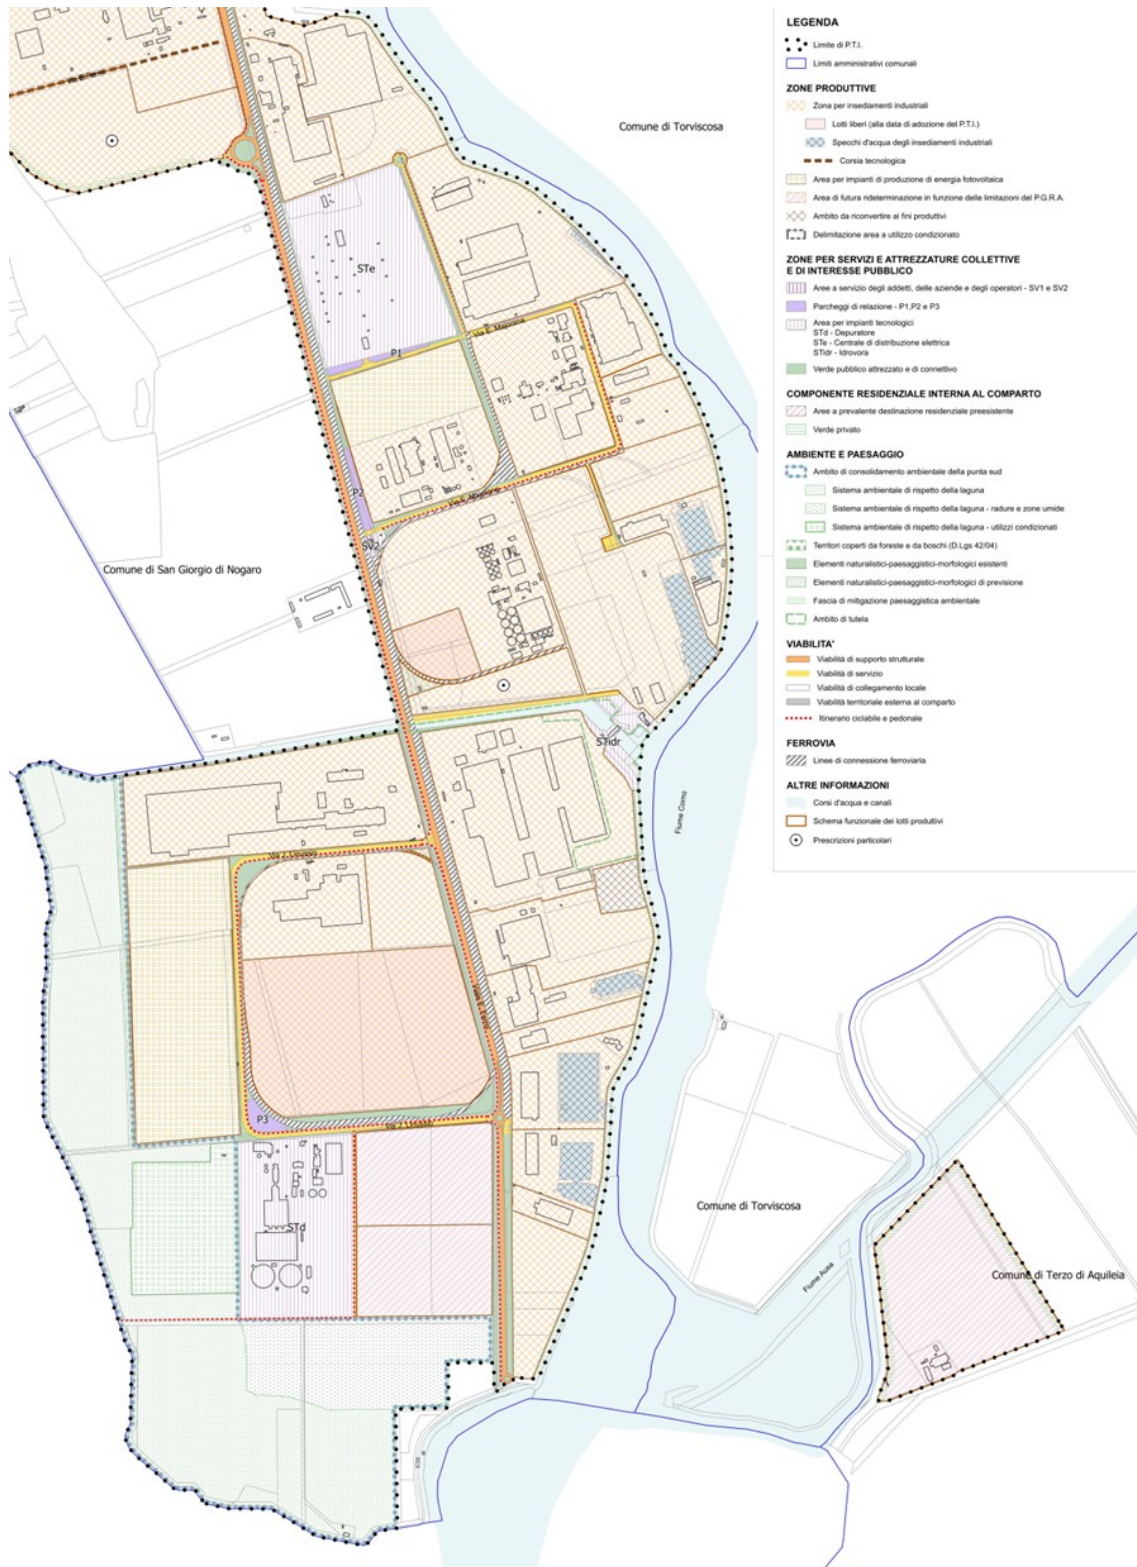 LEGENDA
Limite di P.T.I.
Limiti amministrativi comunali
ZONE PRODUTTIVE
Zona per insediamenti industriali
Lotti liberi (alla data di adozione del P.T.I.)
Specchi d'acqua degli insediamenti industriali
Corsia tecnologica
Area per impianti di produzione di energia fotovoltaica
Area di futura rideterminazione in funzione delle limitazioni del P.G.R.A.
Ambito da riconvertire ai fini produttivi
Delimitazione area a utilizzo condizionato
ZONE PER SERVIZI E ATTREZZATURE COLLETTIVE
E DI INTERESSE PUBBLICO
Aree a servizio degli addetti, delle aziende e degli operatori - SV1 e SV2
Parcheggi di relazione - P1,P2 e P3
Area per impianti tecnologici
STd - Depuratore
STe - Centrale di distribuzione elettrica
STidr - Idrovora
Verde pubblico attrezzato e di connettivo
COMPONENTE RESIDENZIALE INTERNA AL COMPARTO
Aree a prevalente destinazione residenziale preesistente
Verde privato
AMBIENTE E PAESAGGIO
Ambito di consolidamento ambientale della punta sud
Sistema ambientale di rispetto della laguna
Sistema ambientale di rispetto della laguna - radure e zone umide
Sistema ambientale di rispetto della laguna - utilizzi condizionati
Territori coperti da foreste e da boschi (D.Lgs 42/04)
Elementi naturalistici-paesaggistici-morfologici esistenti
Elementi naturalistici-paesaggistici-morfologici di previsione
Fascia di mitigazione paesaggistica ambientale
Ambito di tutela
VIABILITA'
Viabilità di supporto strutturale
Viabilità di servizio
Viabilità di collegamento locale
Viabilità territoriale esterna al comparto
Itinerario ciclabile e pedonale
FERROVIA
Linee di connessione ferroviaria
ALTRE INFORMAZIONI
Corsi d'acqua e canali
Schema funzionale dei lotti produttivi
Prescrizioni particolari
Comune di Torviscosa
STe
Via E. Majorana
P1
P2
Via E. Majorana
SV2
Comune di San Giorgio di Nogaro
STidr
Fiume Corno
P3
STd
Comune di Torviscosa
Fiume Ausa
Comune di Terzo di Aquileia